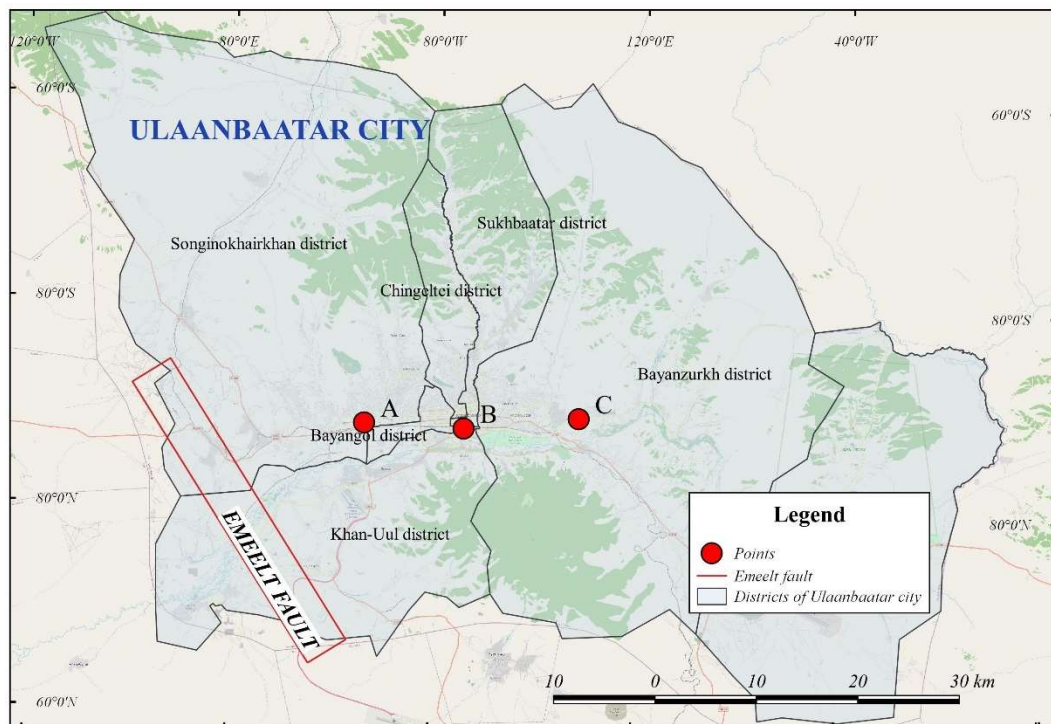 120°0'W 80°0'E 80°0'W 120°0'E 40°0'W
60°0'S 60°0'S
ULAANBAATAR CITY
Sukhbaatar district
Songinokhairkhan district
Chingeltei district
80°0'S 80°0'S
Bayanzurkh district
A B C
Bayangol district
80°0'N 80°0'N
Khan-Uul district
EMEELT FAULT
Legend
Points
Emeelt fault
Districts of Ulaanbaatar city
60°0'N
10 0 10 20 30 km